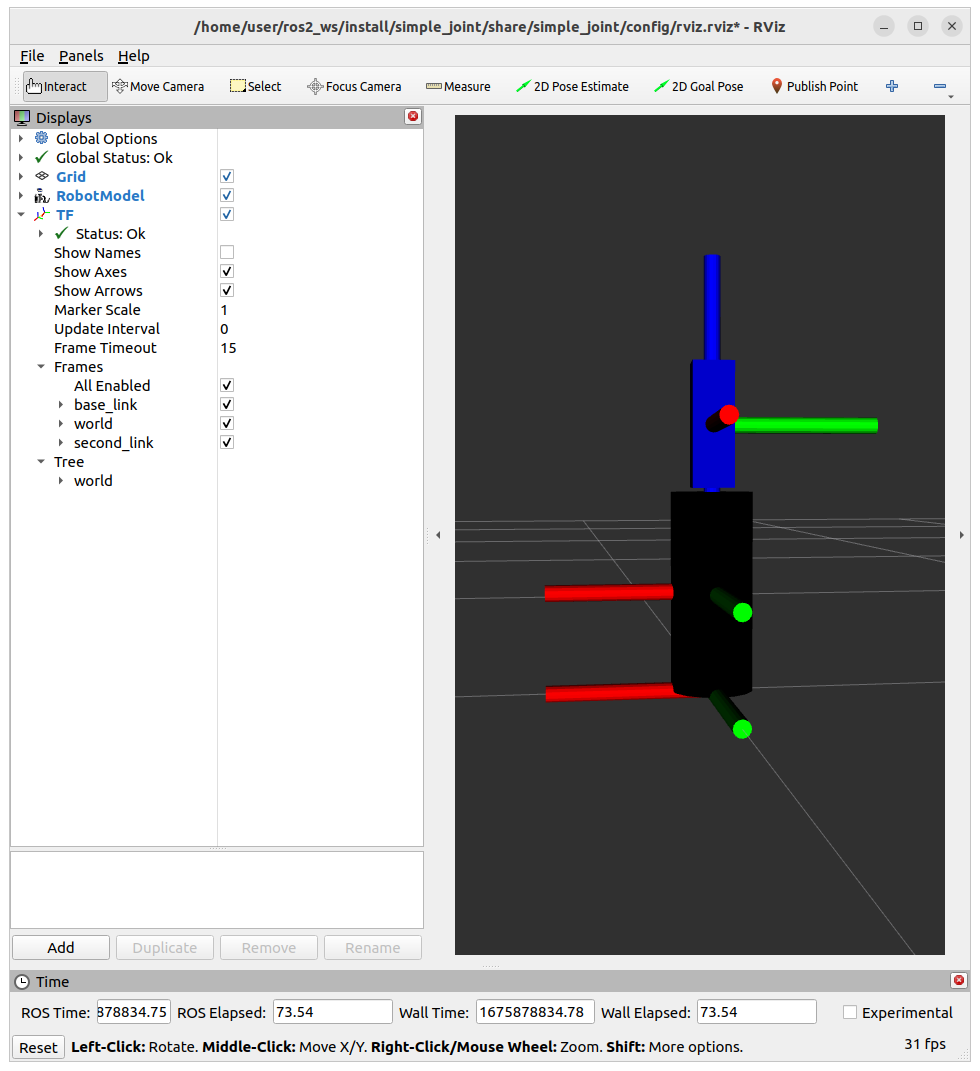 /home/user/ros2_ws/install/simple_joint/share/simple_joint/config/rviz.rviz* - RViz
File Panels Help
Interact Move Camera Select Focus Camera Measure 2D Pose Estimate 2D Goal Pose Publish Point
Displays
Global Options
Global Status: Ok
Grid
RobotModel
TF
Status: Ok
Show Names
Show Axes
Show Arrows
Marker Scale 1
Update Interval 0
Frame Timeout 15
Frames
All Enabled
base_link
world
second_link
Tree
world
Add Duplicate Remove Rename
Time
ROS Time: 878834.75 ROS Elapsed: 73.54 Wall Time: 1675878834.78 Wall Elapsed: 73.54 Experimental
Reset Left-Click: Rotate. Middle-Click: Move X/Y. Right-Click/Mouse Wheel: Zoom. Shift: More options. 31 fps